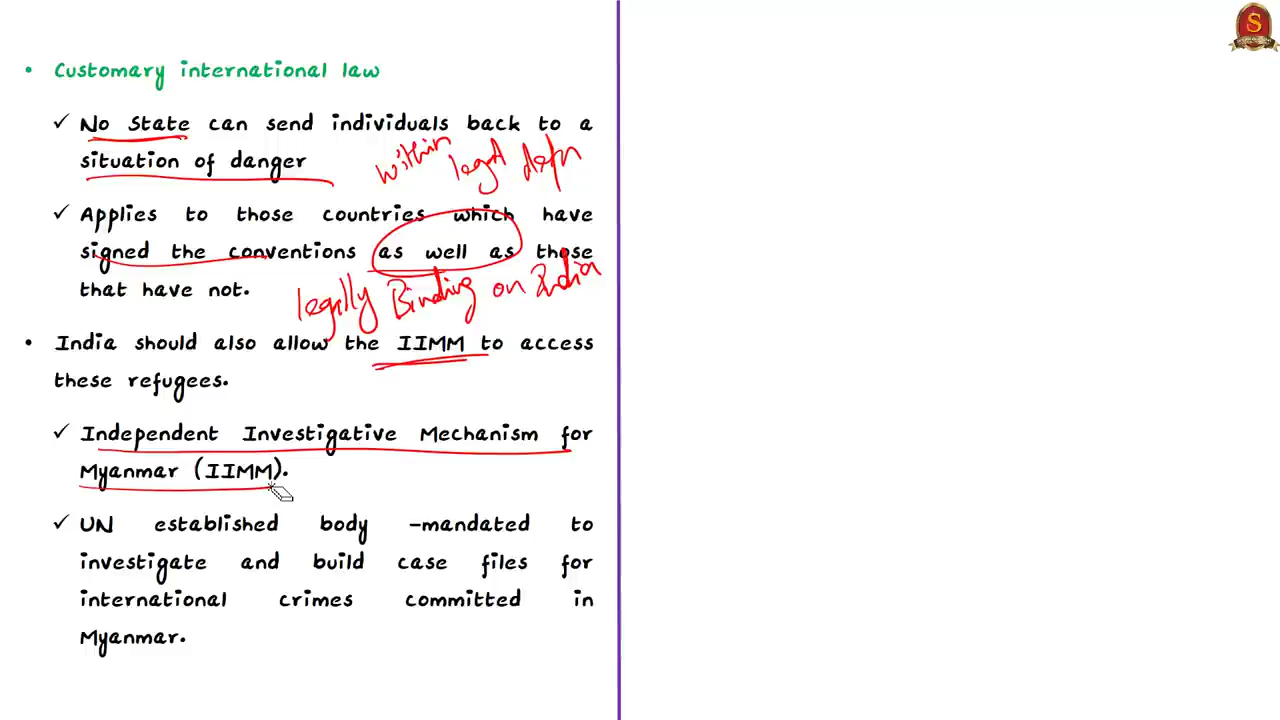 S
• Customary international law
✓ No State can send individuals back to a
situation of danger
within legal defn
✓ Applies to those countries which have
signed the conventions as well as those
that have not.
legally Binding on India
• India should also allow the IIMM to access
these refugees.
✓ Independent Investigative Mechanism for
Myanmar (IIMM).
✓ UN established body -mandated to
investigate and build case files for
international crimes committed in
Myanmar.